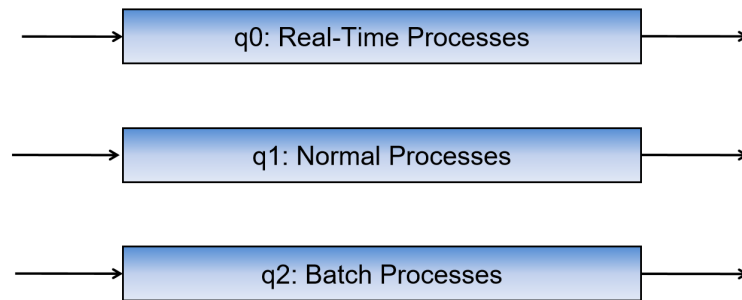 q0: Real-Time Processes
q1: Normal Processes
q2: Batch Processes